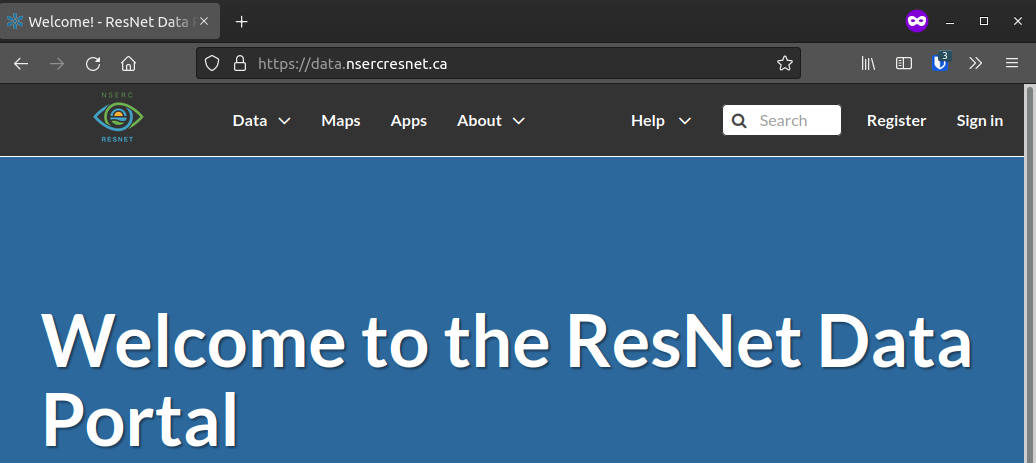 Welcome! - ResNet Data
https://data.nsercresnet.ca
3
NSERC
RESNET
Data Maps Apps About Help Search Register Sign in
Welcome to the ResNet Data
Portal